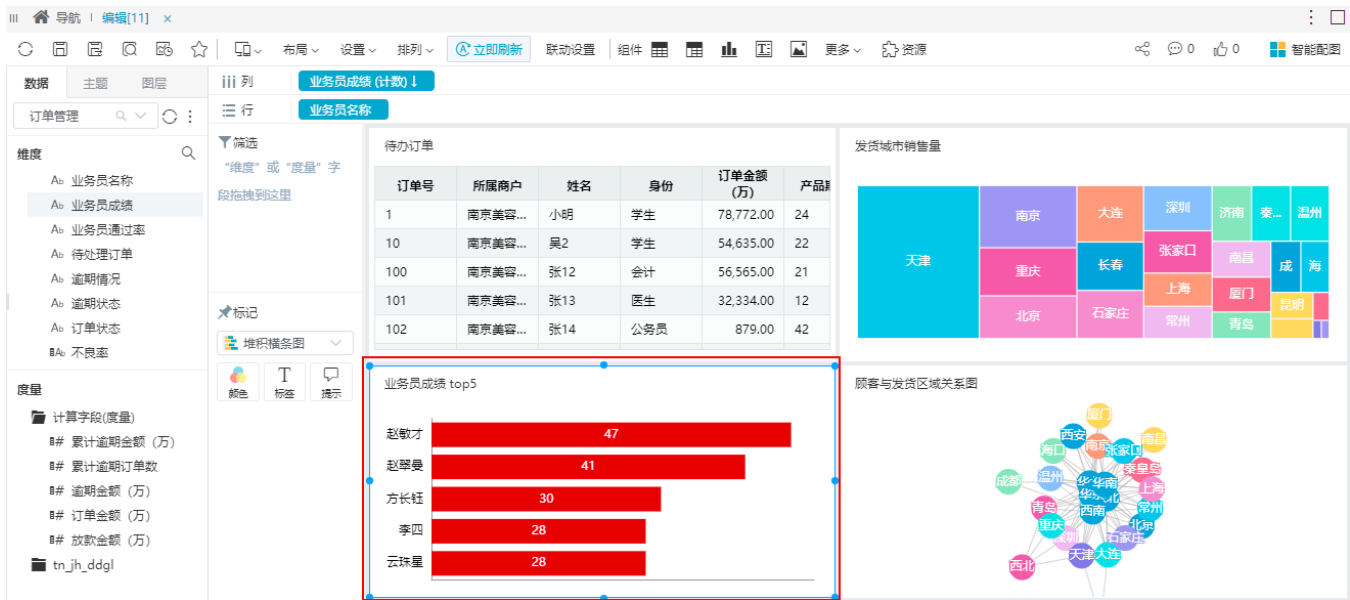 导航 编辑[11] ×
布局 设置 排列 立即刷新 联动设置 组件 更多 资源 0 0 智能配图
数据 主题 图层
订单管理
维度
Ab 业务员名称
Ab 业务员成绩
Ab 业务员通过率
Ab 待处理订单
Ab 逾期情况
Ab 逾期状态
Ab 订单状态
Ab 不良率
度量
计算字段(度量)
# 累计逾期金额（万）
# 累计逾期订单数
# 逾期金额（万）
# 订单金额（万）
# 放款金额（万）
tn_jh_ddgl
列 业务员成绩 (计数)↓
行 业务员名称
筛选
“维度”或“度量”字
段拖拽到这里
标记
堆积横条图
颜色 标签 提示
待办订单
订单号 所属商户 姓名 身份 订单金额
(万)
1 南京美容... 小明 学生 78,772.00 24
10 南京美容... 吴2 学生 54,635.00 22
100 南京美容... 张12 会计 56,565.00 21
101 南京美容... 张13 医生 32,334.00 12
102 南京美容... 张14 公务员 879.00 42
发货城市销售量
天津
南京
重庆
北京
大连
长春
石家庄
深圳
张家口
上海
常州
济南
秦...
温州
南昌
成
海
厦门
青岛
昆明
业务员成绩 top5
赵敏才 47
赵翠曼 41
方长钰 30
李四 28
云珠星 28
顾客与发货区域关系图
厦门
西安
南京
张家口
南昌
海口
秦皇岛
成都
温州
华南
上海
青岛
西南
常州
重庆
北京
深圳
石家庄
天津
大连
西北